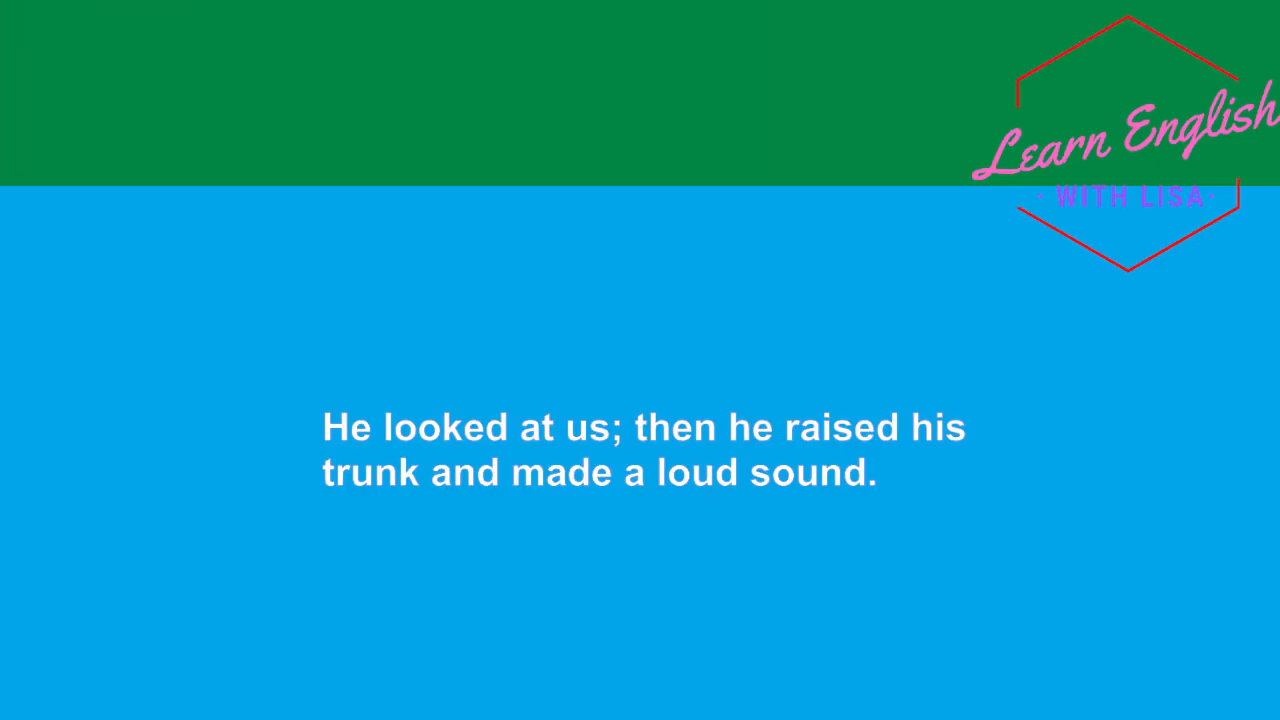 Learn English
· WITH LISA ·
He looked at us; then he raised his
trunk and made a loud sound.